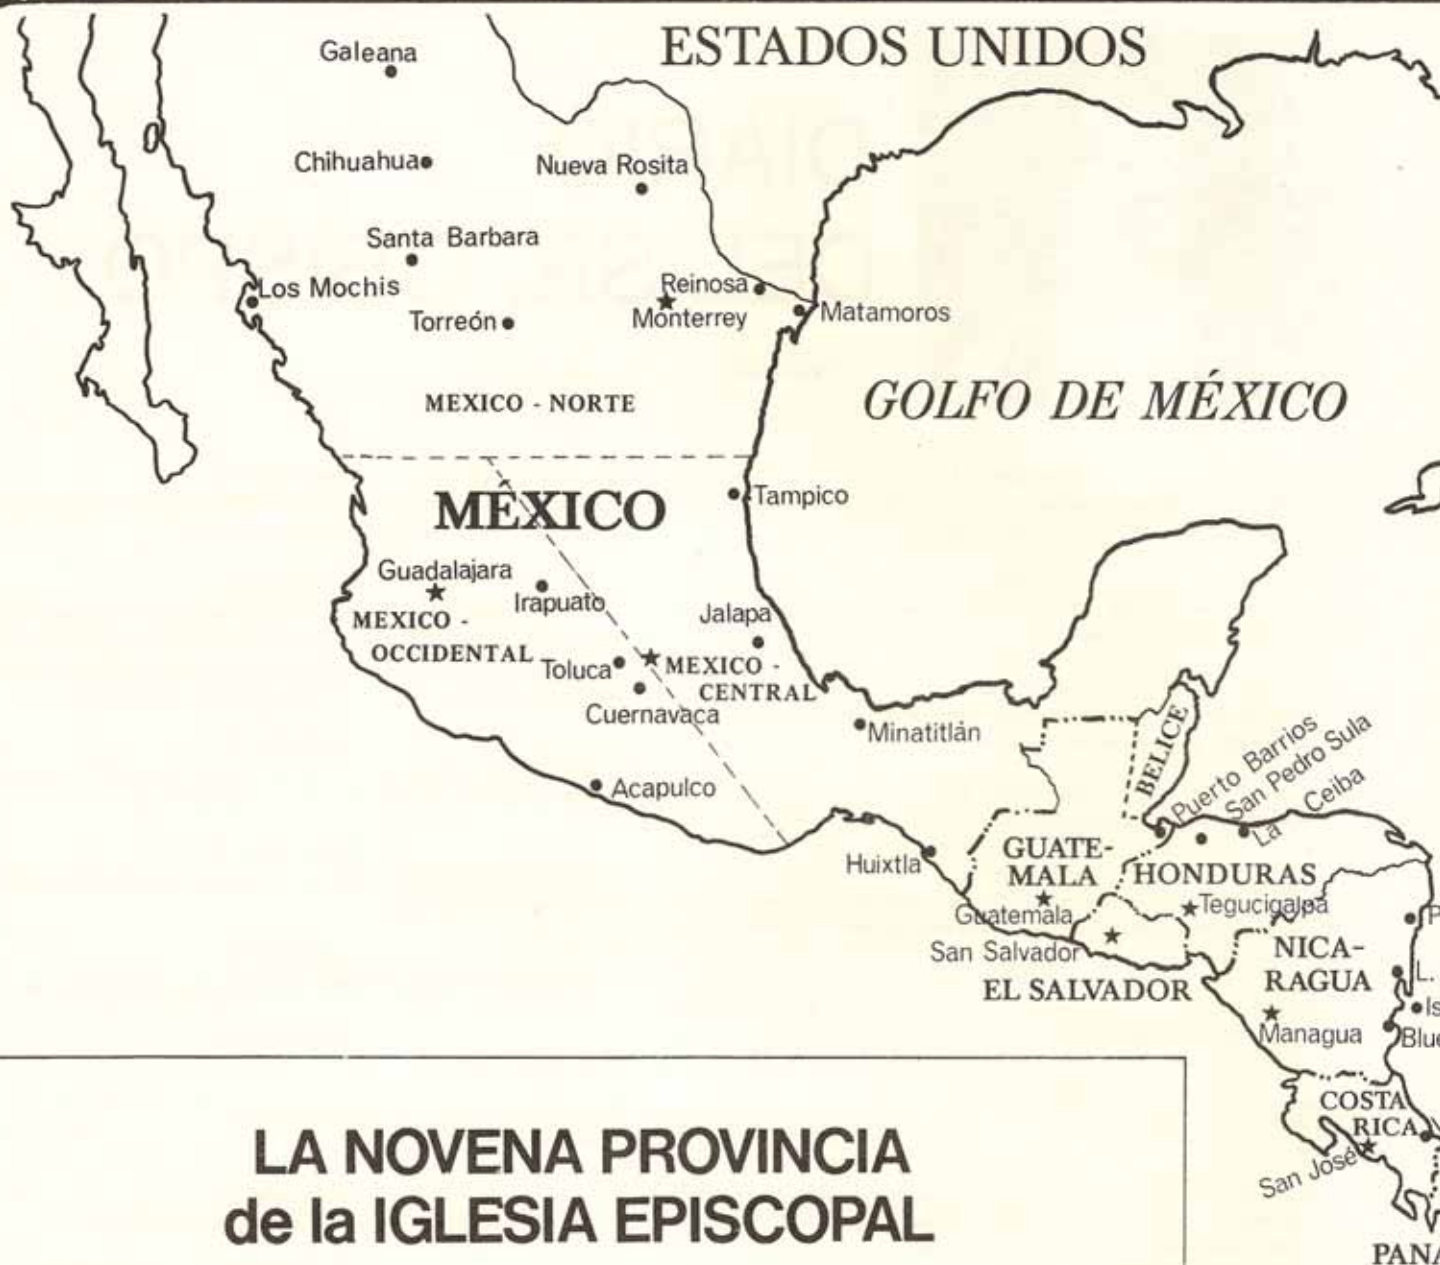 ESTADOS UNIDOS
Galeana
Chihuahua
Nueva Rosita
Santa Barbara
Los Mochis
Reinosa
Torreón
Monterrey
Matamoros
MEXICO - NORTE
GOLFO DE MÉXICO
MÉXICO
Tampico
Guadalajara
Irapuato
Jalapa
MEXICO -
OCCIDENTAL
Toluca
MEXICO -
CENTRAL
Cuernavaca
Minatitlán
BELICE
Puerto Barrios
San Pedro Sula
La Ceiba
Acapulco
Huixtla
GUATE-
MALA
HONDURAS
Guatemala
Tegucigalpa
San Salvador
EL SALVADOR
NICA-
RAGUA
L.
Is
Managua
Blue
COSTA
RICA
San José
PANA
LA NOVENA PROVINCIA
de la IGLESIA EPISCOPAL